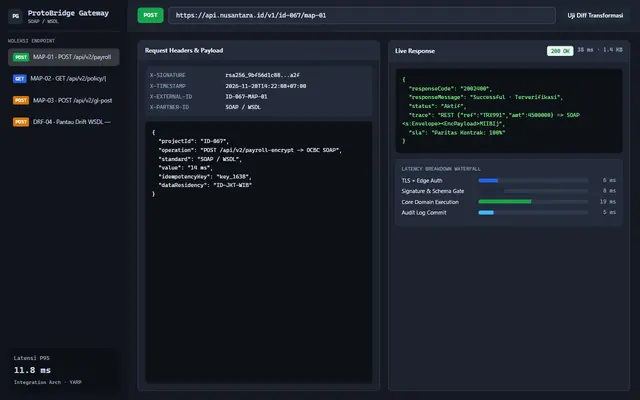 PG
ProtoBridge Gateway
SOAP / WSDL
KOLEKSI ENDPOINT
POST MAP-01 · POST /api/v2/payroll
GET MAP-02 · GET /api/v2/policy/{
POST MAP-03 · POST /api/v2/gl-post
POST DRF-04 · Pantau Drift WSDL —
Latensi P95
11.8 ms
Integration Arch · YARP
POST https://api.nusantara.id/v1/id-067/map-01 Uji Diff Transformasi
Request Headers & Payload
X-SIGNATURE rsa256_9bf56d1c88...a2f
X-TIMESTAMP 2026-11-20T14:22:08+07:00
X-EXTERNAL-ID ID-067-MAP-01
X-PARTNER-ID SOAP / WSDL
{
"projectId": "ID-067",
"operation": "POST /api/v2/payroll-encrypt -> OCBC SOAP",
"standard": "SOAP / WSDL",
"value": "14 ms",
"idempotencyKey": "key_1638",
"dataResidency": "ID-JKT-WIB"
}
Live Response 200 OK 38 ms · 1.4 KB
{
"responseCode": "2002400",
"responseMessage": "Successful · Terverifikasi",
"status": "Aktif",
"trace": "REST {"ref":"TRX991","amt":4500000} => SOAP
<s:Envelope><EncPayload>MIIBIj",
"sla": "Paritas Kontrak: 100%"
}
LATENCY BREAKDOWN WATERFALL
TLS + Edge Auth 6 ms
Signature & Schema Gate 8 ms
Core Domain Execution 19 ms
Audit Log Commit 5 ms